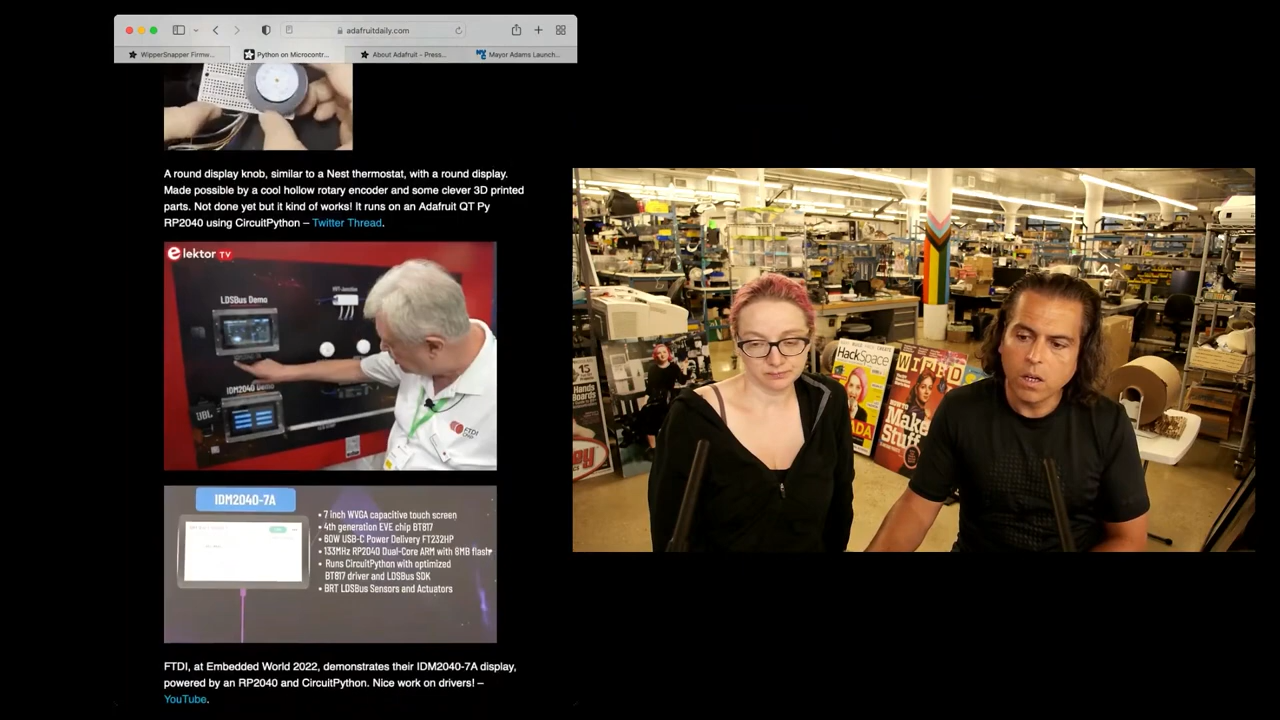 adafruitdaily.com
WipperSnapper Firmw...
Python on Microcontr...
About Adafruit – Press...
Mayor Adams Launch...
A round display knob, similar to a Nest thermostat, with a round display.
Made possible by a cool hollow rotary encoder and some clever 3D printed
parts. Not done yet but it kind of works! It runs on an Adafruit QT Py
RP2040 using CircuitPython – Twitter Thread.
elektor TV
LDSBus Demo
IDM2040 Demo
FTDI
Chip
IDM2040-7A
• 7 inch WVGA capacitive touch screen
• 4th generation EVE chip BT817
• 60W USB-C Power Delivery FT232HP
• 133MHz RP2040 Dual-Core ARM with 8MB flash
• Runs CircuitPython with optimized
BT817 driver and LDSBus SDK
• BRT LDSBus Sensors and Actuators
FTDI, at Embedded World 2022, demonstrates their IDM2040-7A display,
powered by an RP2040 and CircuitPython. Nice work on drivers! –
YouTube.
HackSpace
WIRED
Make
Stuff
15
Hands
Boards